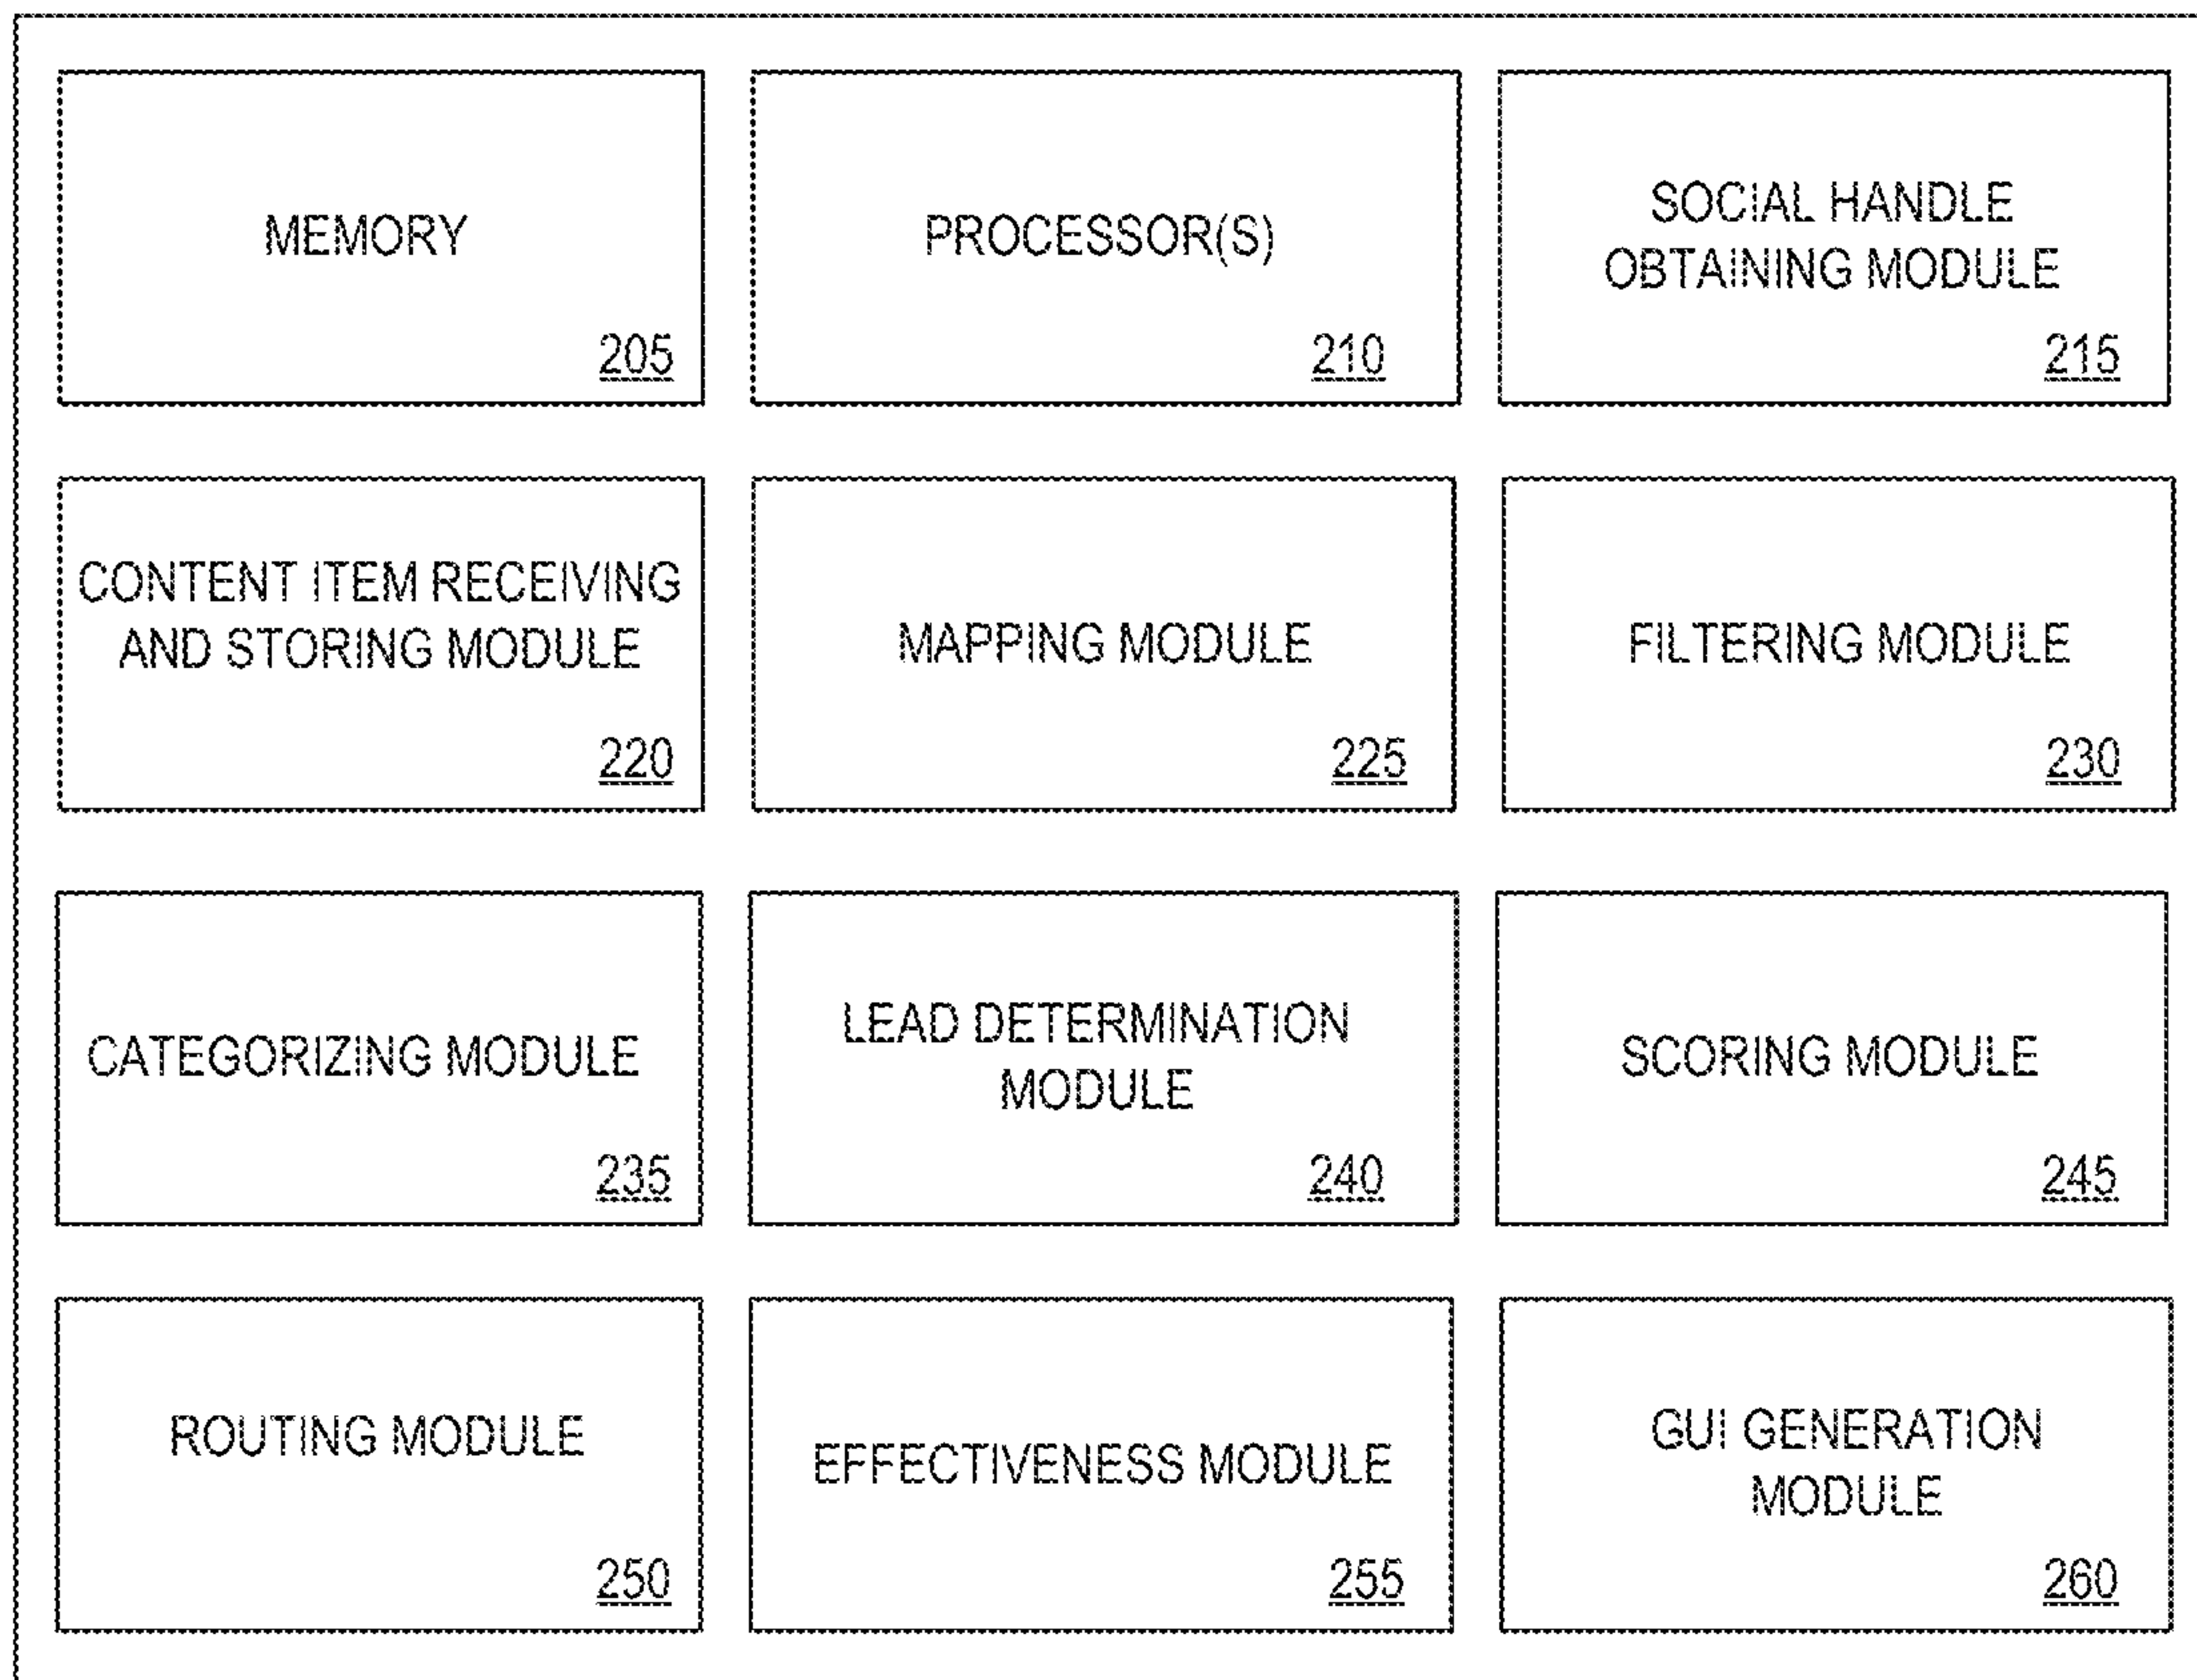 MEMORY
205
PROCESSOR(S)
210
SOCIAL HANDLE
OBTAINING MODULE
215
CONTENT ITEM RECEIVING
AND STORING MODULE
220
MAPPING MODULE
225
FILTERING MODULE
230
CATEGORIZING MODULE
235
LEAD DETERMINATION
MODULE
240
SCORING MODULE
245
ROUTING MODULE
250
EFFECTIVENESS MODULE
255
GUI GENERATION
MODULE
260